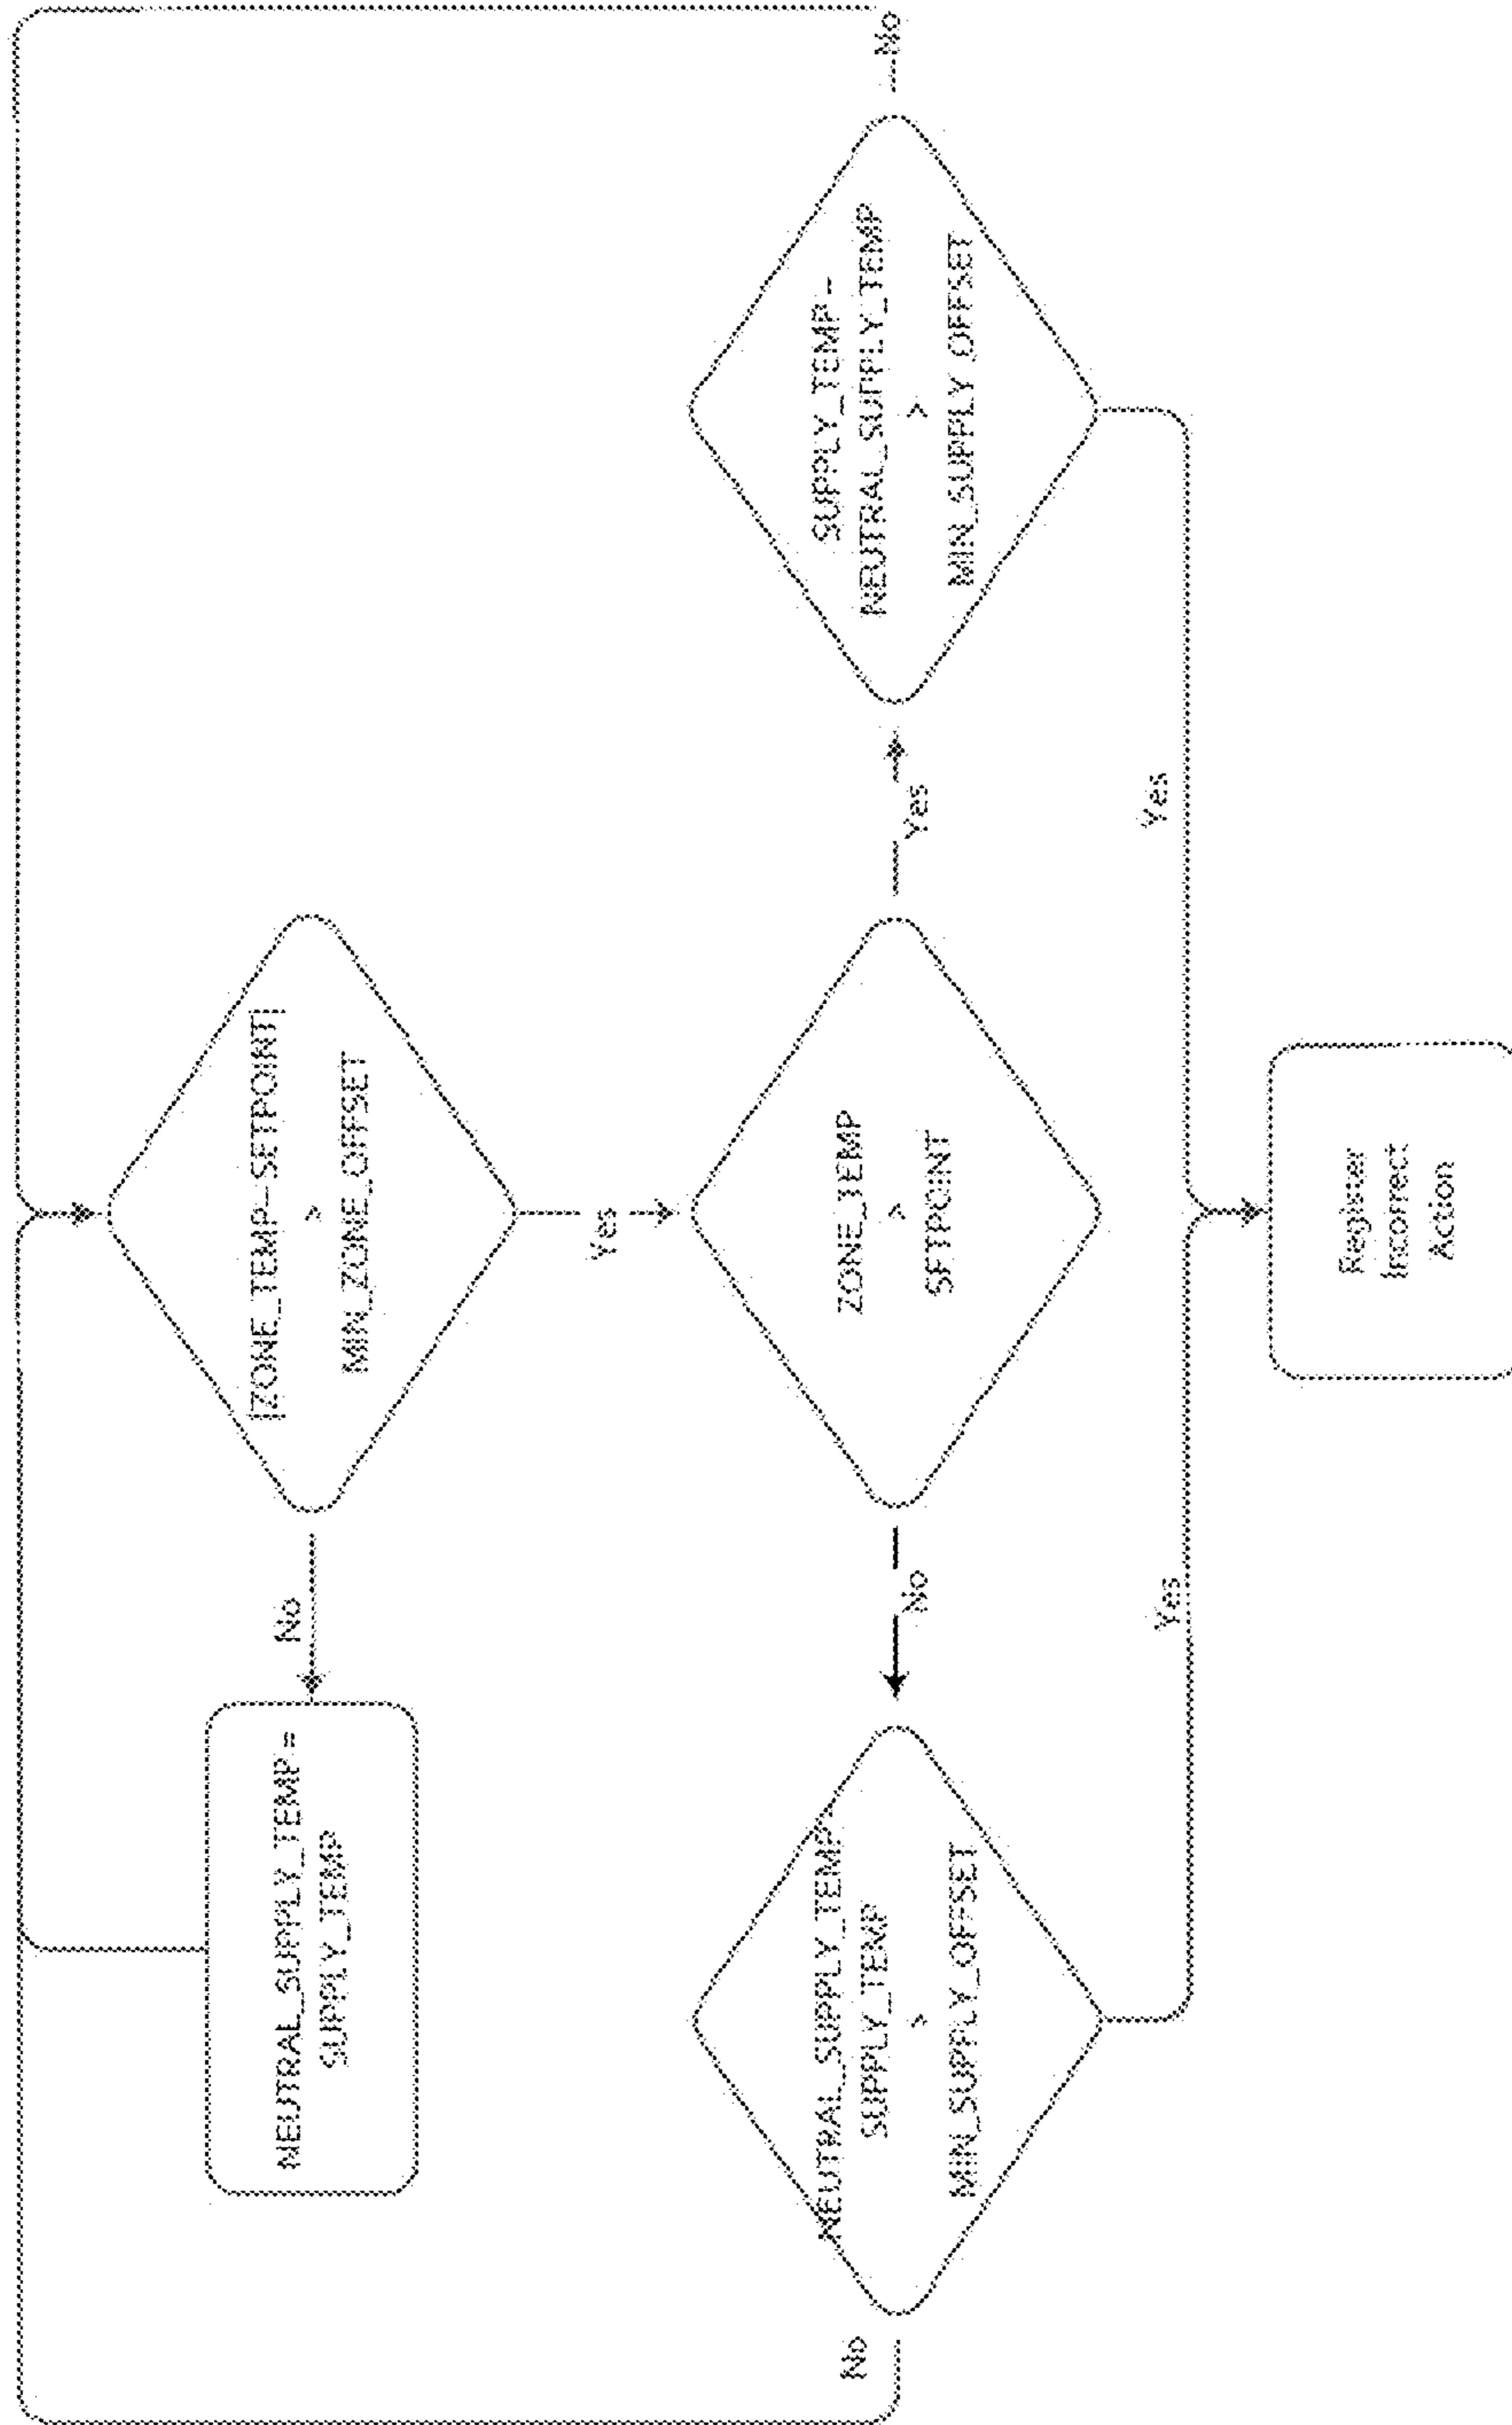 |ZONE_TEMP-SETPOINT|
>
MIN_ZONE_OFFSET
No
NEUTRAL_SUPPLY_TEMP =
SUPPLY_TEMP
Yes
ZONE_TEMP
>
SETPOINT
No
Yes
NEUTRAL_SUPPLY_TEMP -
SUPPLY_TEMP
>
MIN_SUPPLY_OFFSET
No
SUPPLY_TEMP -
NEUTRAL_SUPPLY_TEMP
>
MIN_SUPPLY_OFFSET
No
Yes
Yes
Register
Incorrect
Action